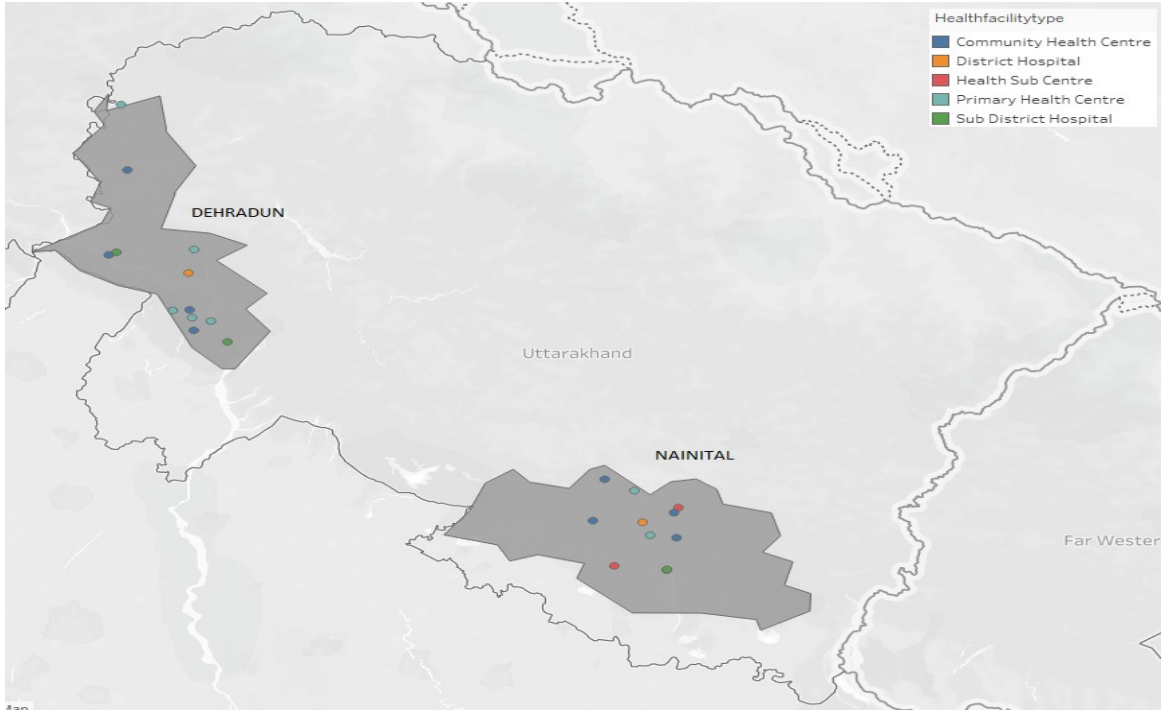 Healthfacilitytype
Community Health Centre
District Hospital
Health Sub Centre
Primary Health Centre
Sub District Hospital
DEHRADUN
Uttarakhand
NAINITAL
Far Wester